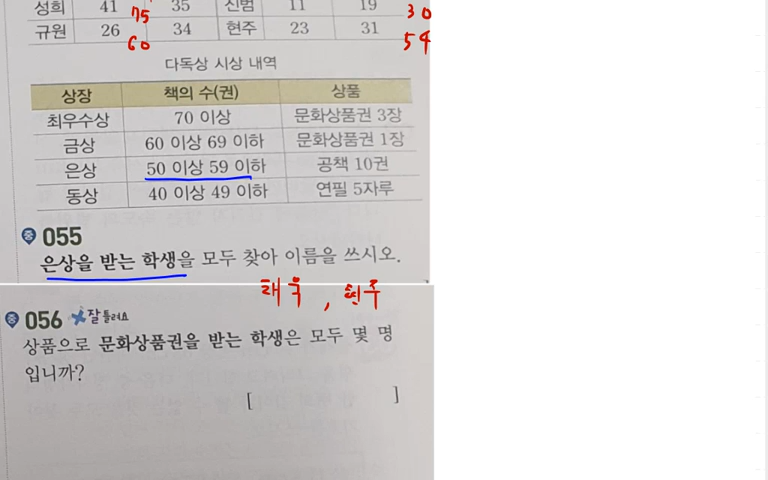 성희 41 35 신범 11 19
75 30
규원 26 34 현주 23 31
60 54
다독상 시상 내역
상장 책의 수(권) 상품
최우수상 70 이상 문화상품권 3장
금상 60 이상 69 이하 문화상품권 1장
은상 50 이상 59 이하 공책 10권
동상 40 이상 49 이하 연필 5자루
중 055
은상을 받는 학생을 모두 찾아 이름을 쓰시오.
태욱, 현주
중 056 잘 틀려요
상품으로 문화상품권을 받는 학생은 모두 몇 명
입니까?
[ ]